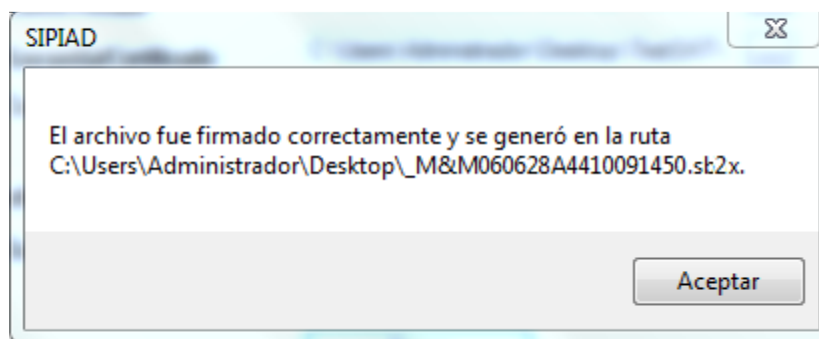 SIPIAD
El archivo fue firmado correctamente y se generó en la ruta
C:\Users\Administrador\Desktop\_M&M060628A4410091450.sb2x.
Aceptar